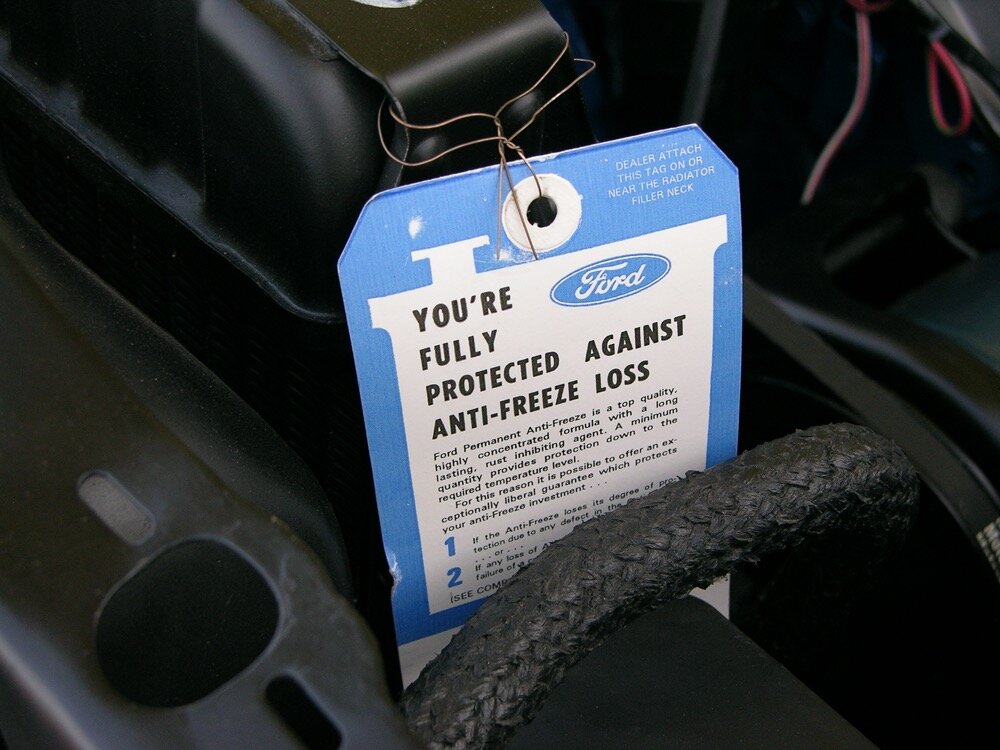 DEALER ATTACH
THIS TAG ON OR
NEAR THE RADIATOR
FILLER NECK
Ford
YOU'RE
FULLY
PROTECTED AGAINST
ANTI-FREEZE LOSS
Ford Permanent Anti-Freeze is a top quality,
highly concentrated formula with a long
lasting, rust inhibiting agent. A minimum
quantity provides protection down to the
required temperature level.
For this reason it is possible to offer an ex-
ceptionally liberal guarantee which protects
your anti-Freeze investment . . .
1 If the Anti-Freeze loses its degree of pro-
tection due to any defect in the
. . . or . . .
2 If any loss of
failure of a
(SEE